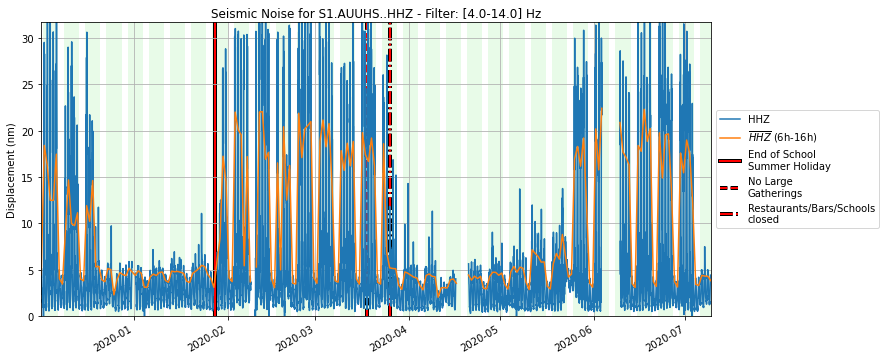 Seismic Noise for S1.AUUHS..HHZ - Filter: [4.0-14.0] Hz
Displacement (nm)
30
25
20
15
10
5
0
2020-01
2020-02
2020-03
2020-04
2020-05
2020-06
2020-07
HHZ
HHZ (6h-16h)
End of School
Summer Holiday
No Large
Gatherings
Restaurants/Bars/Schools
closed